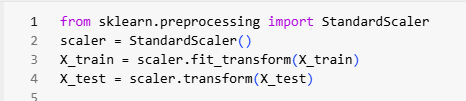 1 from sklearn.preprocessing import StandardScaler
2 scaler = StandardScaler()
3 X_train = scaler.fit_transform(X_train)
4 X_test = scaler.transform(X_test)
5